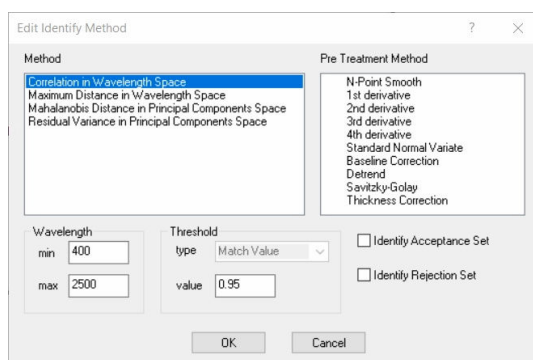 Edit Identify Method
? ×
Method
Correlation in Wavelength Space
Maximum Distance in Wavelength Space
Mahalanobis Distance in Principal Components Space
Residual Variance in Principal Components Space
Pre Treatment Method
N-Point Smooth
1st derivative
2nd derivative
3rd derivative
4th derivative
Standard Normal Variate
Baseline Correction
Detrend
Savitzky-Golay
Thickness Correction
Wavelength
min 400
max 2500
Threshold
type Match Value
value 0.95
Identify Acceptance Set
Identify Rejection Set
OK
Cancel